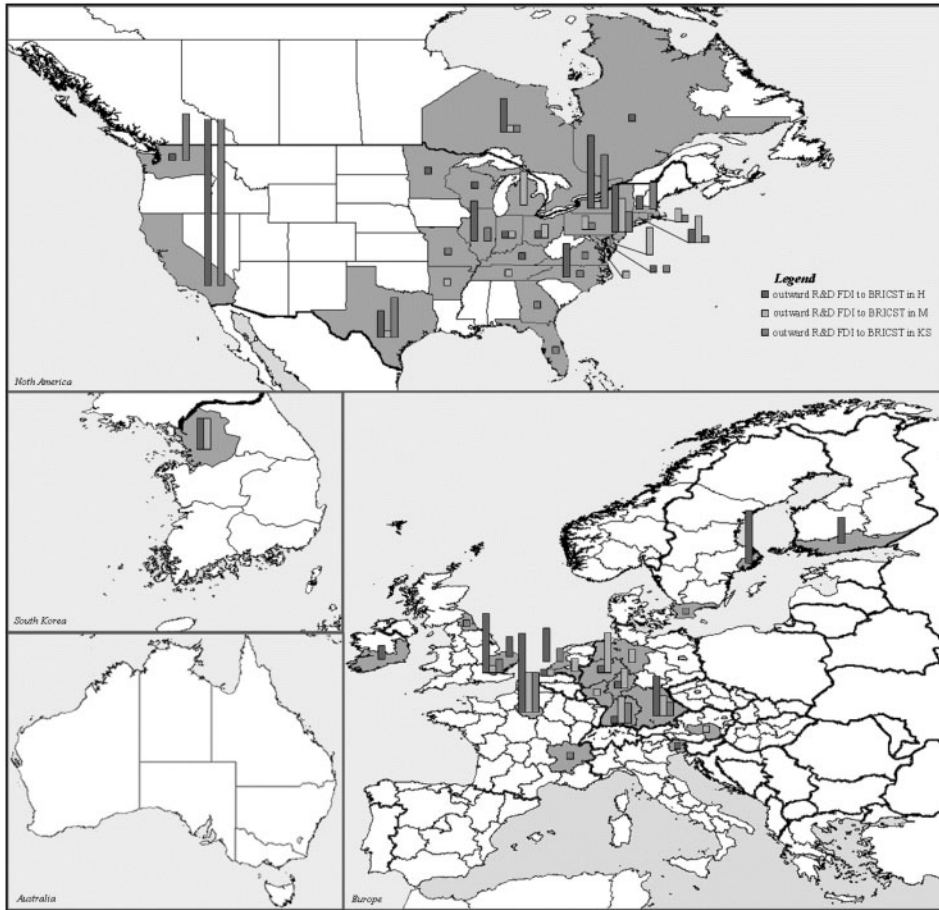 Legend
outward R&D FDI to BRICST in H
outward R&D FDI to BRICST in M
outward R&D FDI to BRICST in KS
Noth America
South Korea
Australia
Europe